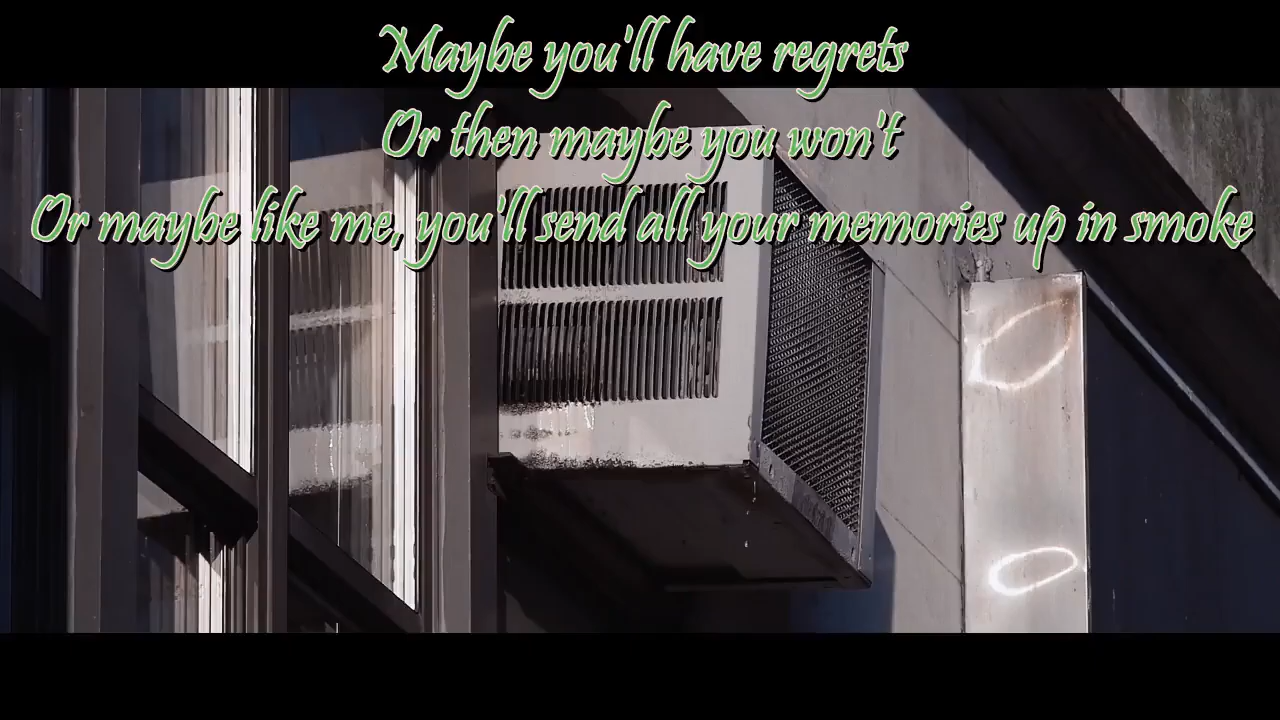 Maybe you'll have regrets
Or then maybe you won't
Or maybe like me, you'll send all your memories up in smoke